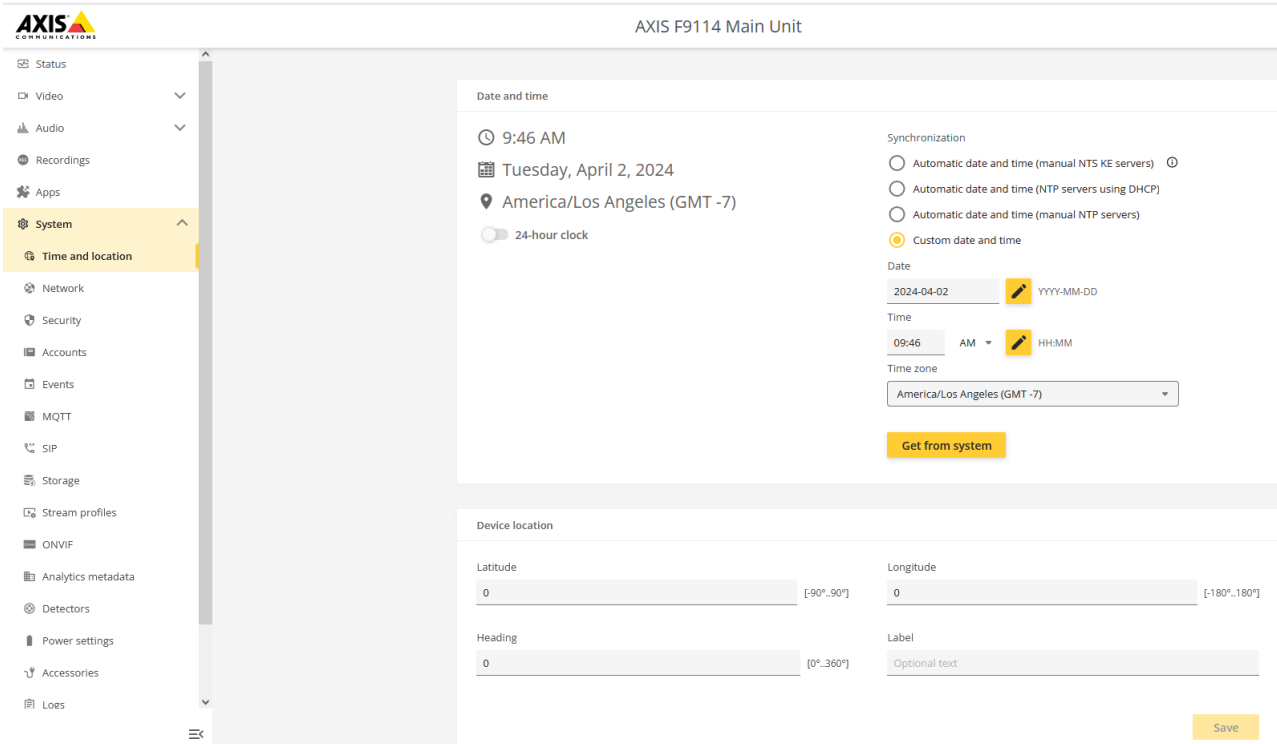 AXIS
COMMUNICATIONS
AXIS F9114 Main Unit
Status
Video
Audio
Recordings
Apps
System
Time and location
Network
Security
Accounts
Events
MQTT
SIP
Storage
Stream profiles
ONVIF
Analytics metadata
Detectors
Power settings
Accessories
Logs
Date and time
9:46 AM
Tuesday, April 2, 2024
America/Los Angeles (GMT -7)
24-hour clock
Synchronization
Automatic date and time (manual NTS KE servers)
Automatic date and time (NTP servers using DHCP)
Automatic date and time (manual NTP servers)
Custom date and time
Date
2024-04-02 YYYY-MM-DD
Time
09:46 AM HH:MM
Time zone
America/Los Angeles (GMT -7)
Get from system
Device location
Latitude
0 [-90°..90°]
Longitude
0 [-180°..180°]
Heading
0 [0°..360°]
Label
Optional text
Save